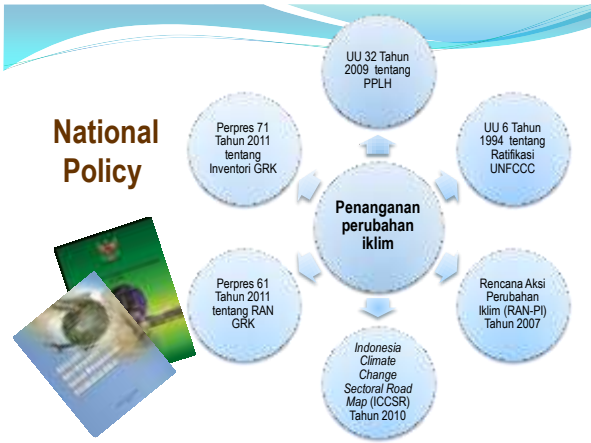 National
Policy
UU 32 Tahun
2009 tentang
PPLH
UU 6 Tahun
1994 tentang
Ratifikasi
UNFCCC
Rencana Aksi
Perubahan
Iklim (RAN-PI)
Tahun 2007
Indonesia
Climate
Change
Sectoral Road
Map (ICCSR)
Tahun 2010
Perpres 61
Tahun 2011
tentang RAN
GRK
Perpres 71
Tahun 2011
tentang
Inventori GRK
Penanganan
perubahan
iklim